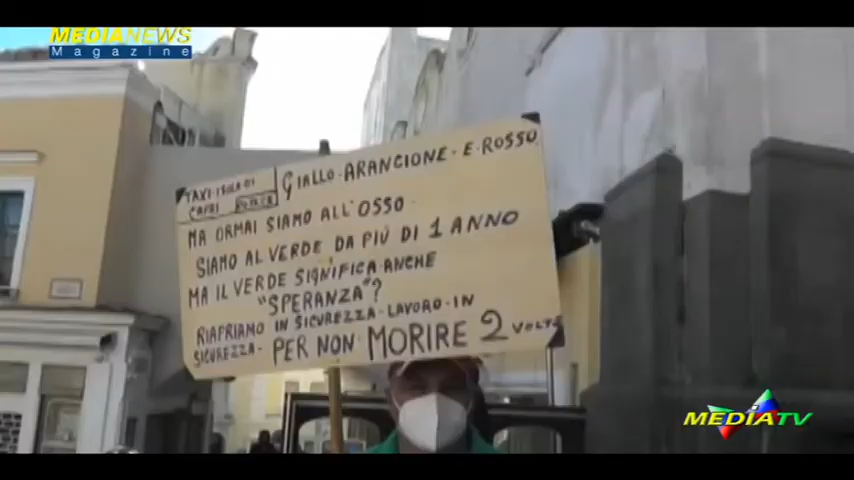 MEDIANEWS
Magazine
TAXI ISOLA DI
CAPRI
GIALLO-ARANCIONE-E-ROSSO
MA ORMAI SIAMO ALL'OSSO
SIAMO AL VERDE DA PIÙ DI 1 ANNO
MA IL VERDE SIGNIFICA ANCHE
"SPERANZA"?
RIAPRIAMO IN SICUREZZA-LAVORO-IN
SICUREZZA-PER NON MORIRE 2 VOLTE
MEDIATV